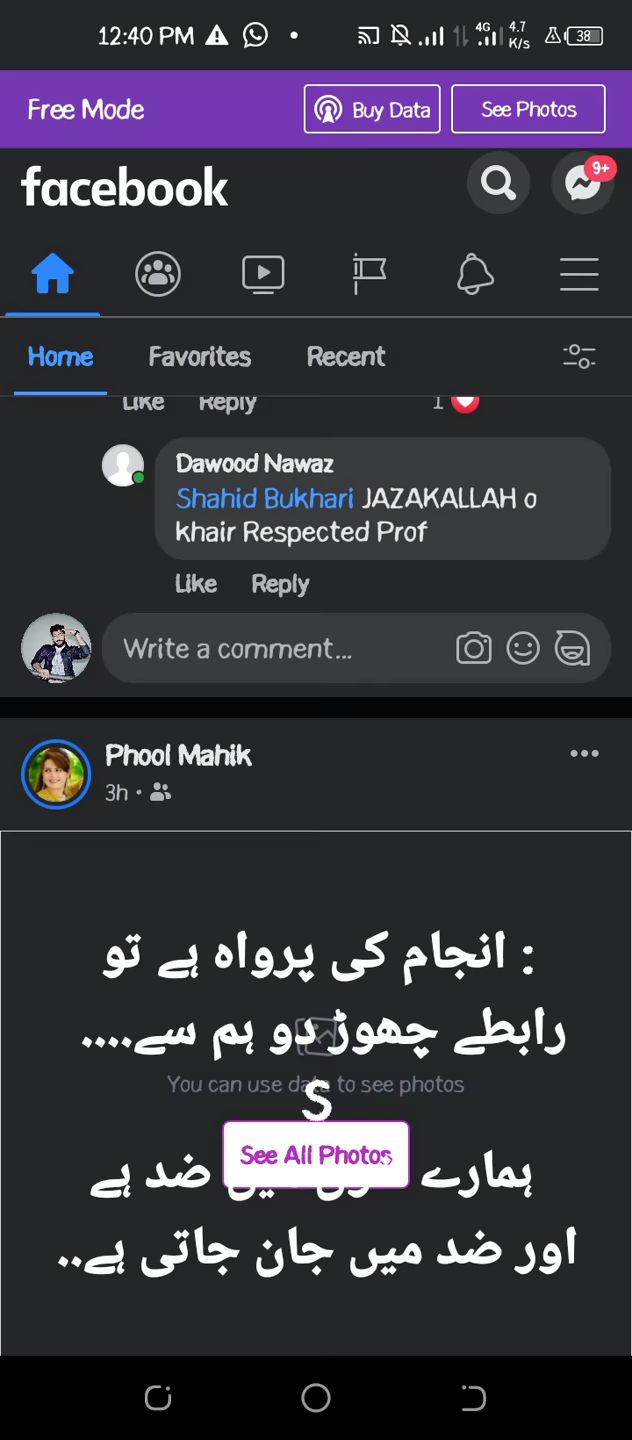 12:40 PM
4G 4.7 K/s 38
Free Mode
Buy Data
See Photos
facebook
9+
Home Favorites Recent
Like Reply 1
Dawood Nawaz
Shahid Bukhari JAZAKALLAH o
khair Respected Prof
Like Reply
Write a comment...
Phool Mahik
3h
: انجام کی پرواہ ہے تو
رابطے چھوڑ دو ہم سے....
You can use data to see photos
S
See All Photos
ہمارے ضد ہے
اور ضد میں جان جاتی ہے..